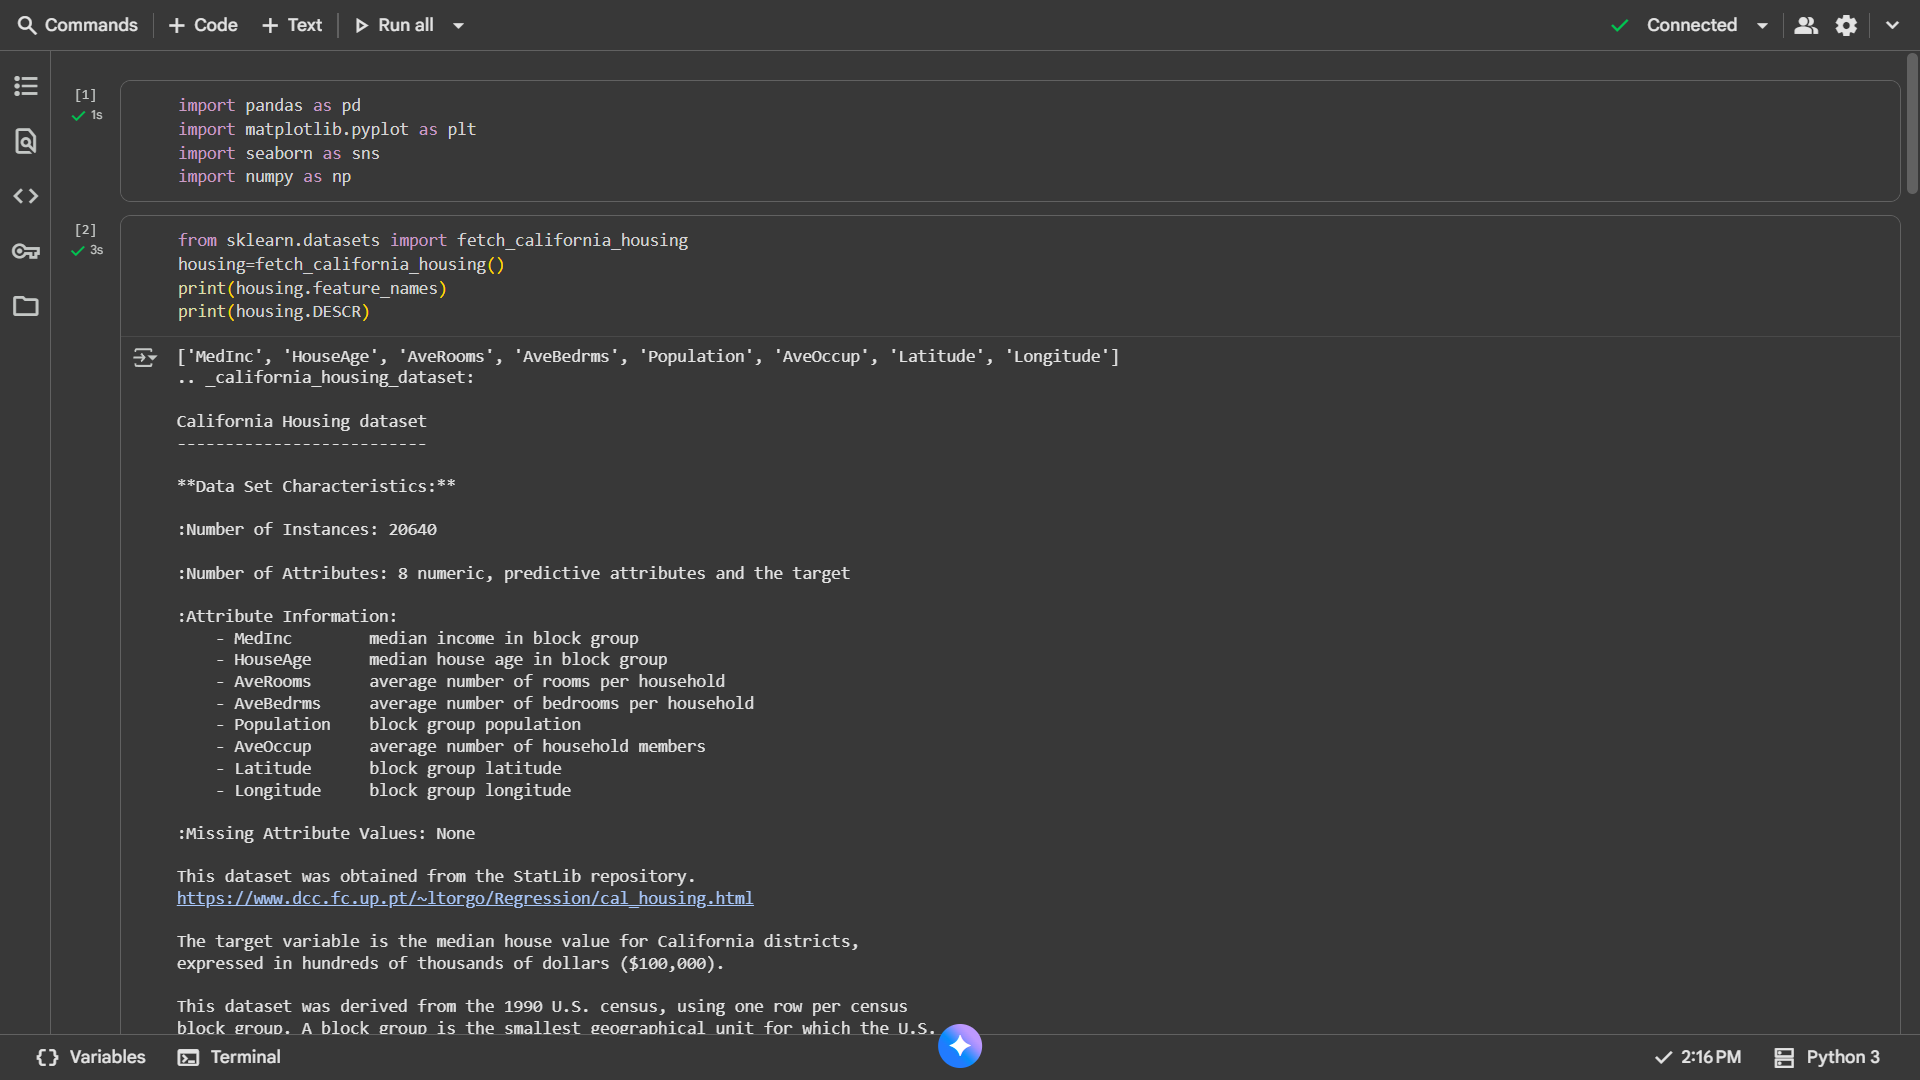 Commands + Code + Text Run all Connected
[1] import pandas as pd
1s import matplotlib.pyplot as plt
import seaborn as sns
import numpy as np
[2] from sklearn.datasets import fetch_california_housing
3s housing=fetch_california_housing()
print(housing.feature_names)
print(housing.DESCR)
['MedInc', 'HouseAge', 'AveRooms', 'AveBedrms', 'Population', 'AveOccup', 'Latitude', 'Longitude']
.. _california_housing_dataset:
California Housing dataset
--------------------------
**Data Set Characteristics:**
:Number of Instances: 20640
:Number of Attributes: 8 numeric, predictive attributes and the target
:Attribute Information:
- MedInc median income in block group
- HouseAge median house age in block group
- AveRooms average number of rooms per household
- AveBedrms average number of bedrooms per household
- Population block group population
- AveOccup average number of household members
- Latitude block group latitude
- Longitude block group longitude
:Missing Attribute Values: None
This dataset was obtained from the StatLib repository.
https://www.dcc.fc.up.pt/~ltorgo/Regression/cal_housing.html
The target variable is the median house value for California districts,
expressed in hundreds of thousands of dollars ($100,000).
This dataset was derived from the 1990 U.S. census, using one row per census
block group. A block group is the smallest geographical unit for which the U.S.
Variables Terminal 2:16 PM Python 3